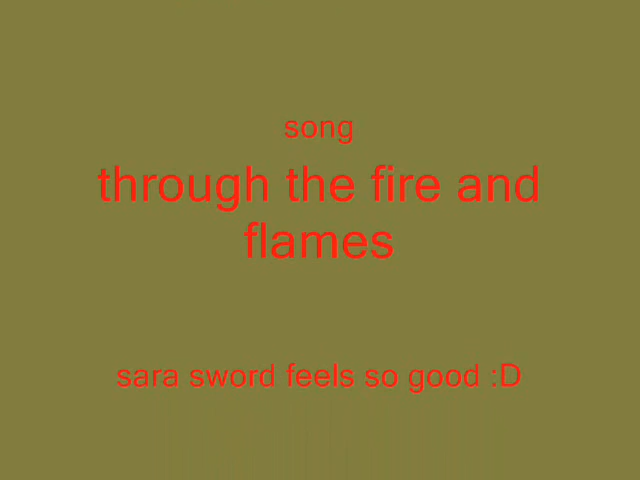 song
through the fire and
flames
sara sword feels so good :D